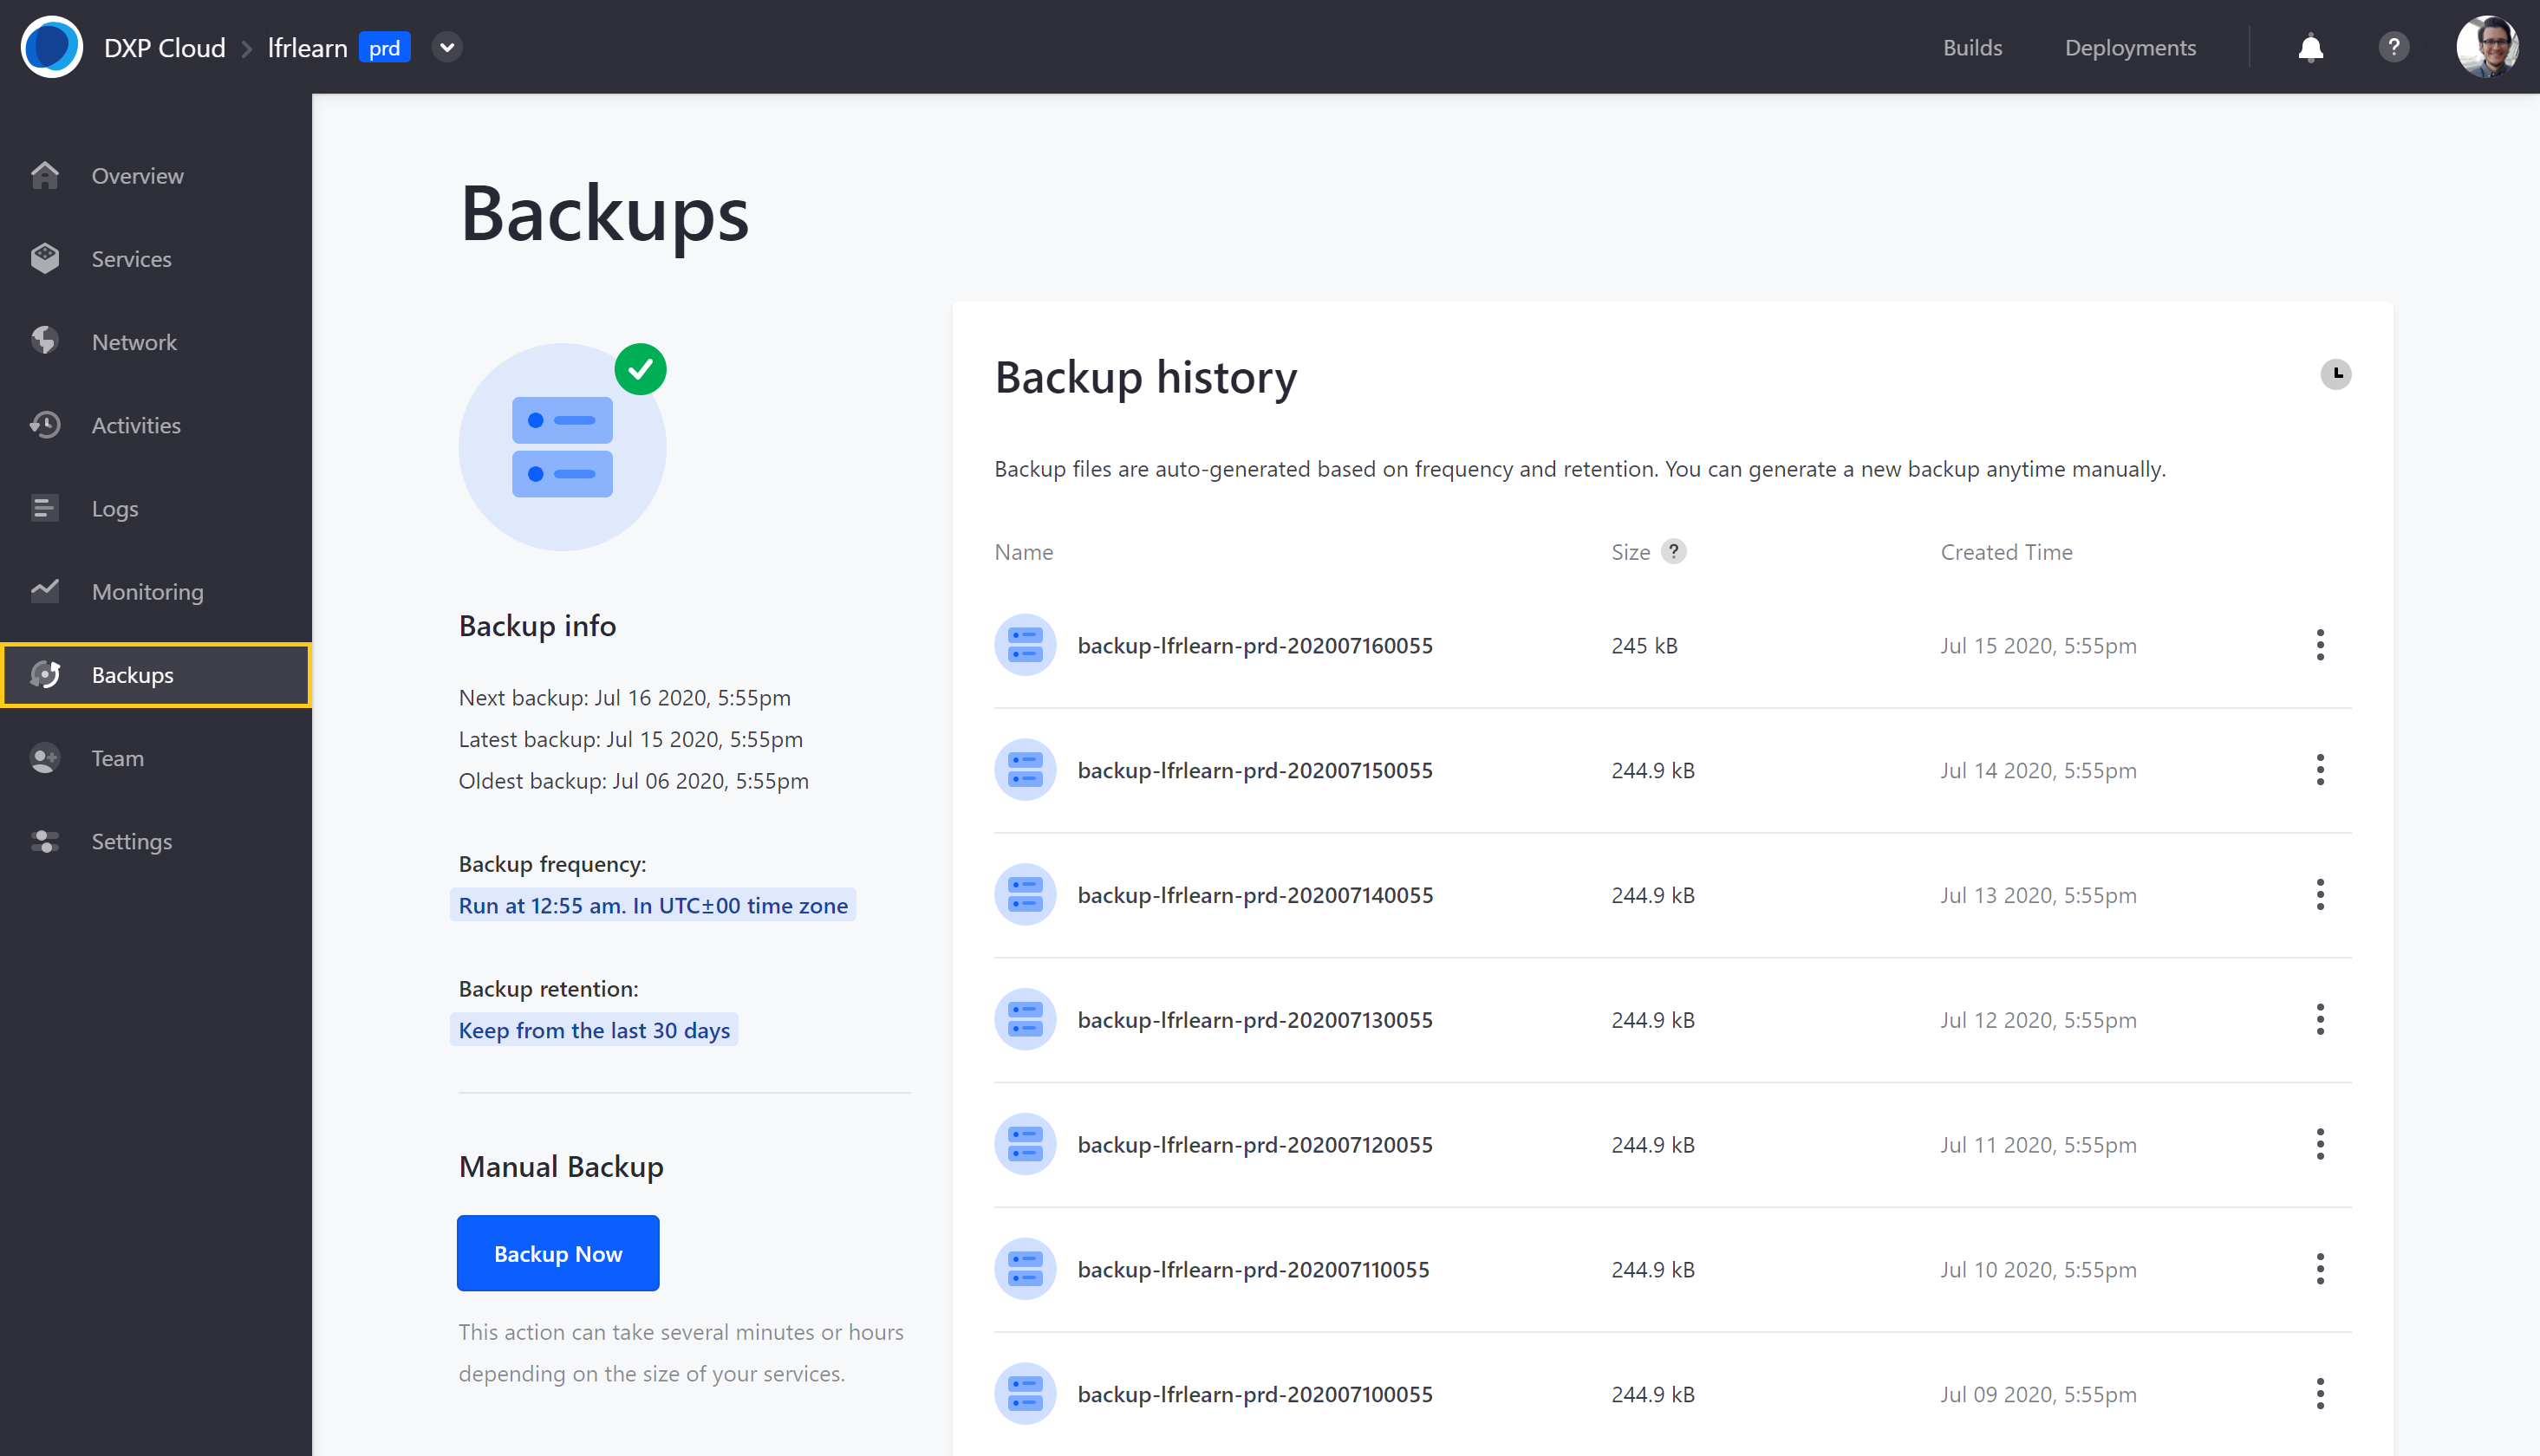 DXP Cloud > lfrlearn prd
Builds
Deployments
?
Overview
Services
Network
Activities
Logs
Monitoring
Backups
Team
Settings
Backups
Backup info
Next backup: Jul 16 2020, 5:55pm
Latest backup: Jul 15 2020, 5:55pm
Oldest backup: Jul 06 2020, 5:55pm
Backup frequency:
Run at 12:55 am. In UTC±00 time zone
Backup retention:
Keep from the last 30 days
Manual Backup
Backup Now
This action can take several minutes or hours
depending on the size of your services.
Backup history
Backup files are auto-generated based on frequency and retention. You can generate a new backup anytime manually.
Name Size ? Created Time
backup-lfrlearn-prd-202007160055 245 kB Jul 15 2020, 5:55pm
backup-lfrlearn-prd-202007150055 244.9 kB Jul 14 2020, 5:55pm
backup-lfrlearn-prd-202007140055 244.9 kB Jul 13 2020, 5:55pm
backup-lfrlearn-prd-202007130055 244.9 kB Jul 12 2020, 5:55pm
backup-lfrlearn-prd-202007120055 244.9 kB Jul 11 2020, 5:55pm
backup-lfrlearn-prd-202007110055 244.9 kB Jul 10 2020, 5:55pm
backup-lfrlearn-prd-202007100055 244.9 kB Jul 09 2020, 5:55pm